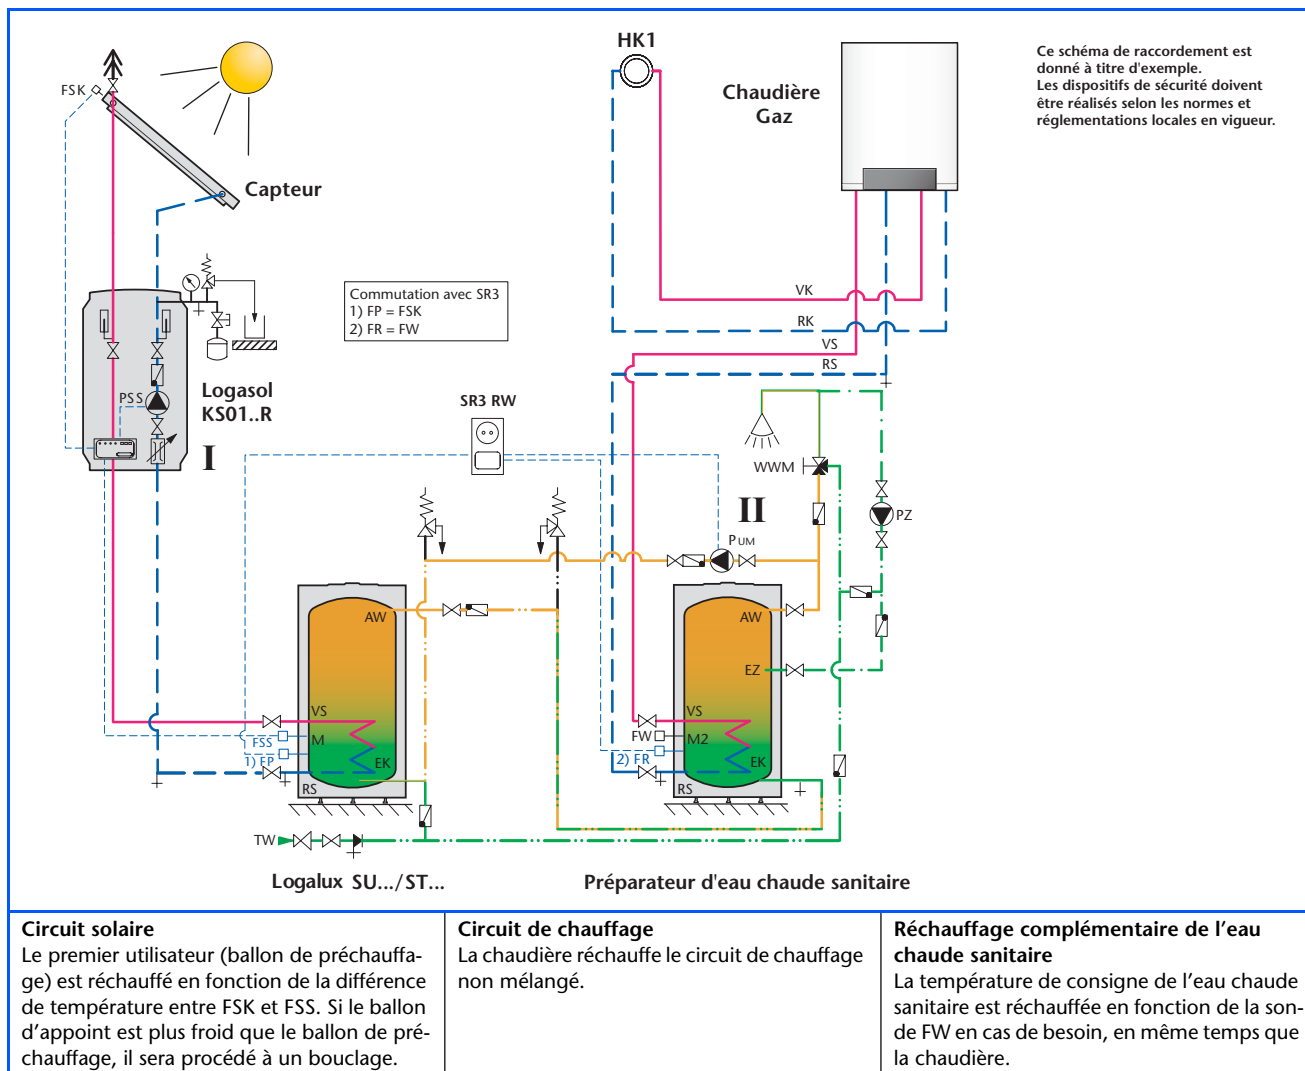 HK1
Ce schéma de raccordement est
donné à titre d'exemple.
Les dispositifs de sécurité doivent
être réalisés selon les normes et
réglementations locales en vigueur.
FSK
Chaudière
Gaz
Capteur
Commutation avec SR3
1) FP = FSK
2) FR = FW
VK
RK
VS
RS
Logasol
KS01..R
PSS
I
SR3 RW
WWM
II
PZ
PUM
AW
AW
EZ
VS
VS
FSS
M
FW
M2
1) FP
EK
2) FR
EK
RS
RS
TW
Logalux SU.../ST...
Préparateur d'eau chaude sanitaire
Circuit solaire
Le premier utilisateur (ballon de préchauffa-
ge) est réchauffé en fonction de la différence
de température entre FSK et FSS. Si le ballon
d’appoint est plus froid que le ballon de pré-
chauffage, il sera procédé à un bouclage.
Circuit de chauffage
La chaudière réchauffe le circuit de chauffage
non mélangé.
Réchauffage complémentaire de l’eau
chaude sanitaire
La température de consigne de l’eau chaude
sanitaire est réchauffée en fonction de la son-
de FW en cas de besoin, en même temps que
la chaudière.